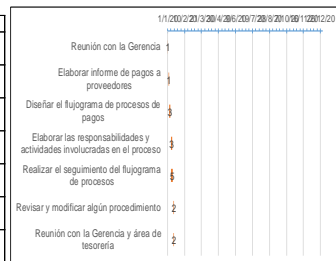 Reunión con la Gerencia
1
Elaborar informe de pagos a
proveedores
1
Diseñar el flujograma de procesos de
pagos
3
Elaborar las responsabilidades y
actividades involucradas en el proceso
3
Realizar el seguimiento del flujograma
de procesos
5
Revisar y modificar algún procedimiento
2
Reunión con la Gerencia y área de
tesorería
2